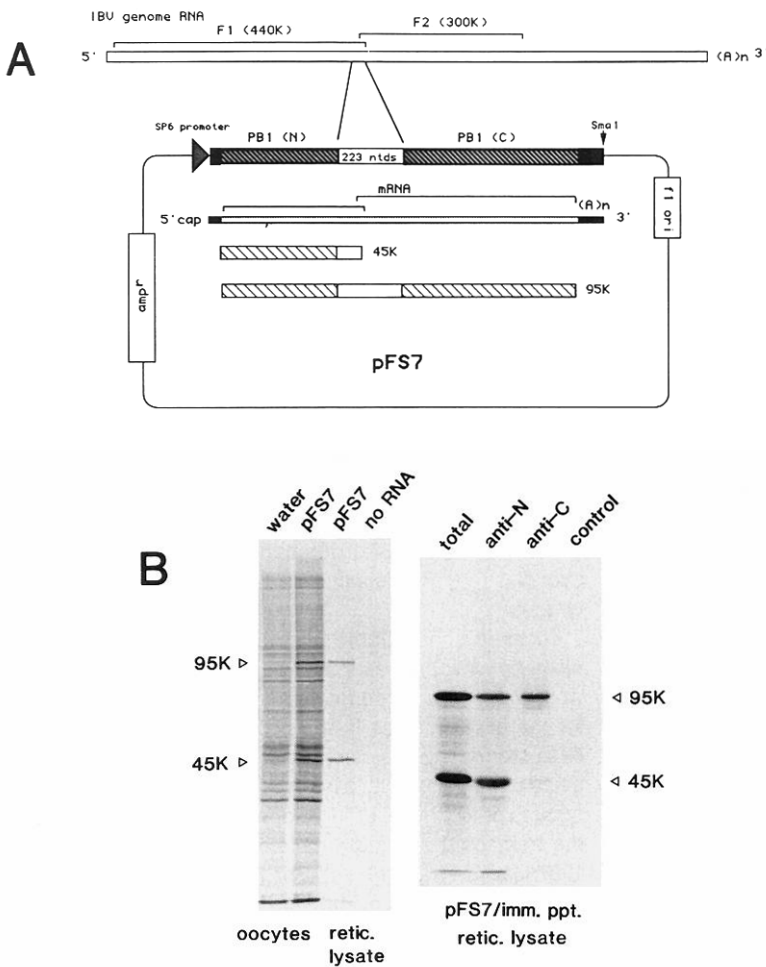 A
IBV genome RNA
F1 (440K)
F2 (300K)
5'
(A)n 3
SP6 promoter
PB1 (N)
223 ntds
PB1 (C)
Sma1
mRNA
(A)n
5'cap
3'
f1 ori
45K
95K
ampr
pFS7
B
water
pFS7
pFS7
no RNA
total
anti-N
anti-C
control
95K
45K
95K
45K
oocytes
retic.
lysate
pFS7/imm. ppt.
retic. lysate